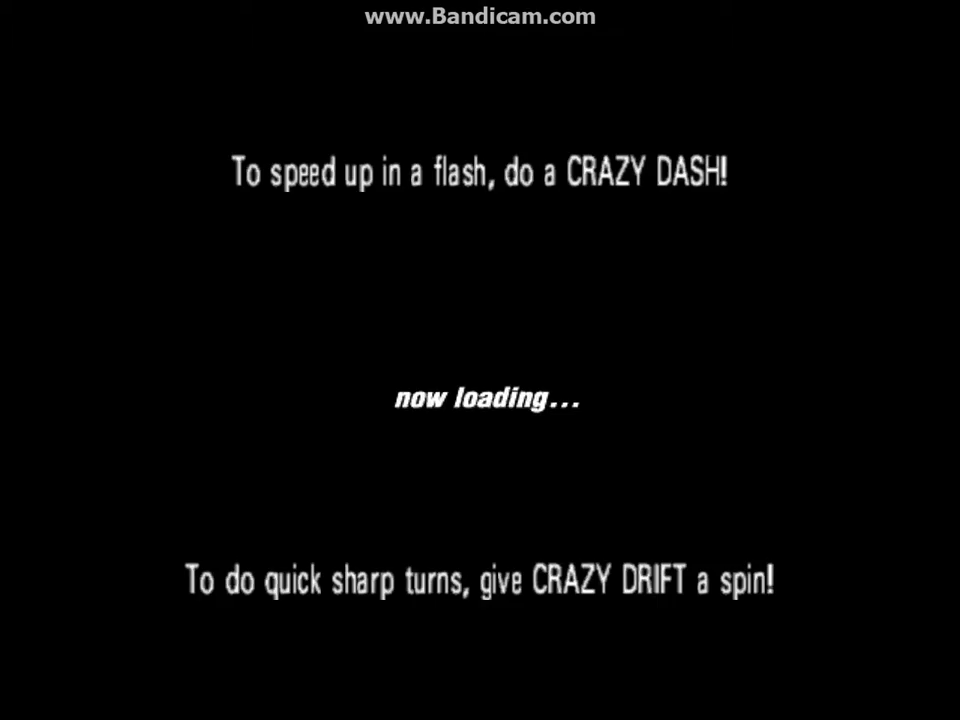 www.Bandicam.com
To speed up in a flash, do a CRAZY DASH!
now loading...
To do quick sharp turns, give CRAZY DRIFT a spin!